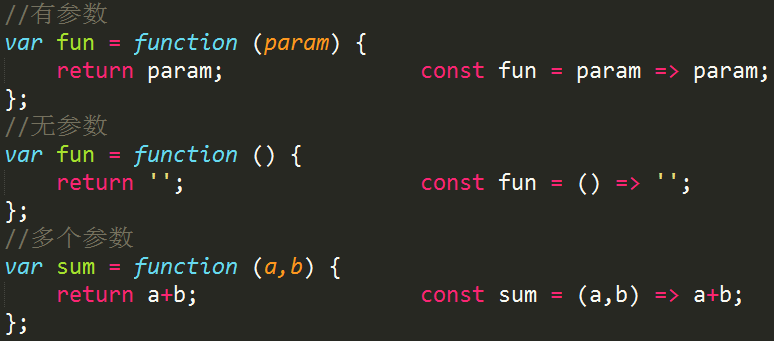 //有参数
var fun = function (param) {
    return param;               const fun = param => param;
};
//无参数
var fun = function () {
    return '';                  const fun = () => '';
};
//多个参数
var sum = function (a,b) {
    return a+b;                 const sum = (a,b) => a+b;
};